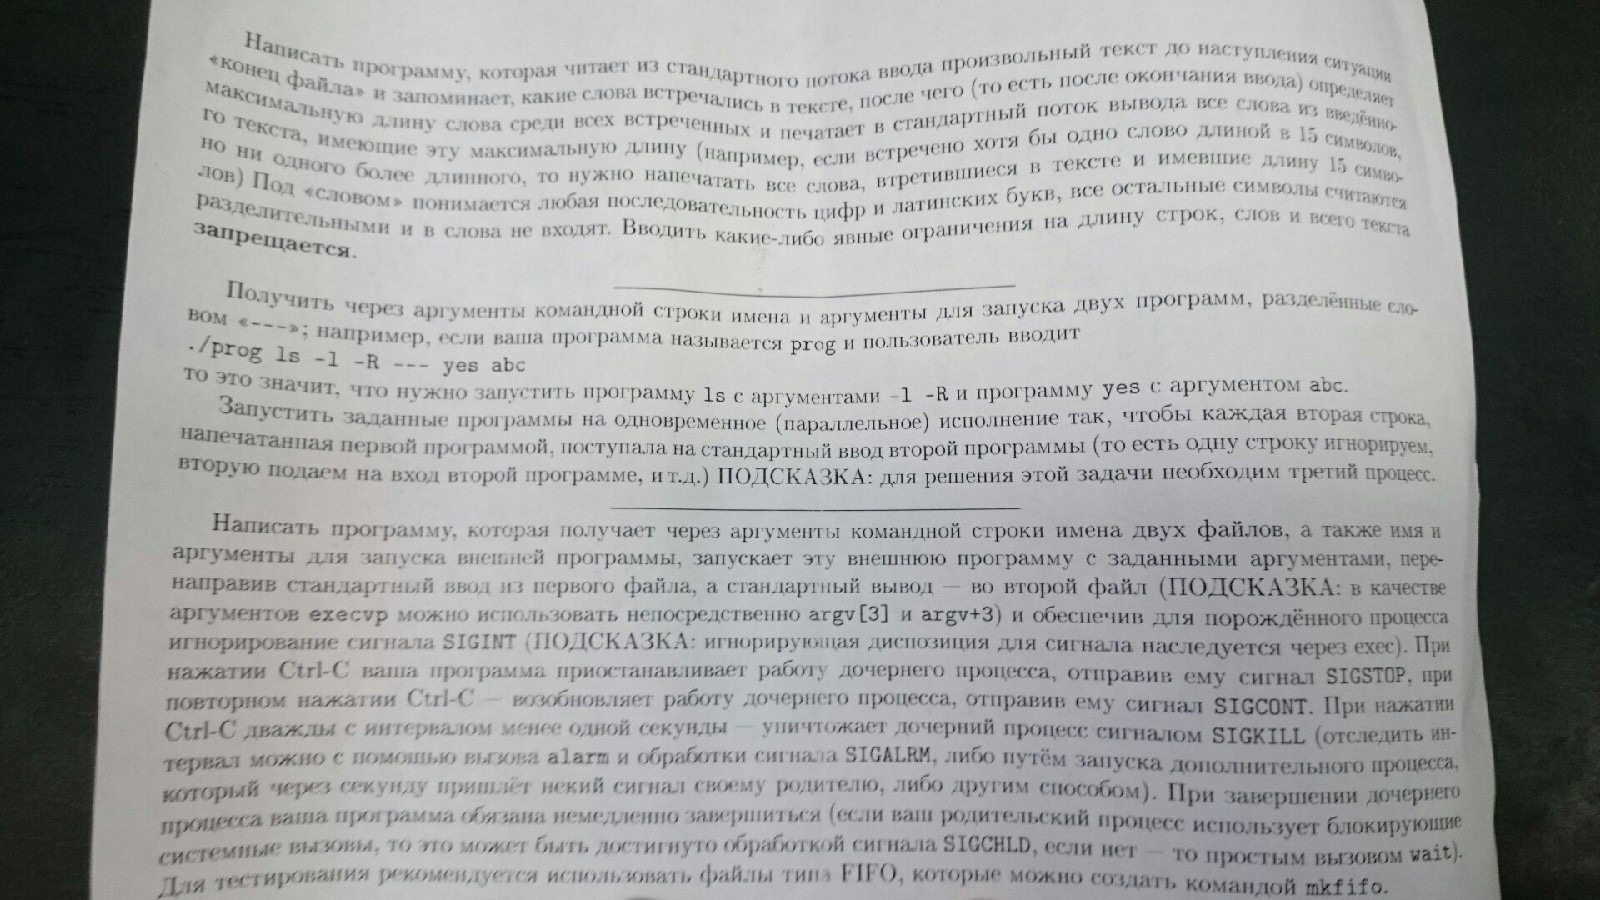 Написать программу, которая читает из стандартного потока ввода произвольный текст до наступления ситуации
«конец файла» и запоминает, какие слова встречались в тексте, после чего (то есть после окончания ввода) определяет
максимальную длину слова среди всех встреченных и печатает в стандартный поток вывода все слова из введённо-
го текста, имеющие эту максимальную длину (например, если встречено хотя бы одно слово длиной в 15 символов,
но ни одного более длинного, то нужно напечатать все слова, втретившиеся в тексте и имевшие длину 15 симво-
лов) Под «словом» понимается любая последовательность цифр и латинских букв, все остальные символы считаются
разделительными и в слова не входят. Вводить какие-либо явные ограничения на длину строк, слов и всего текста
запрещается.
Получить через аргументы командной строки имена и аргументы для запуска двух программ, разделённые сло-
вом «---»; например, если ваша программа называется prog и пользователь вводит
./prog ls -l -R --- yes abc
то это значит, что нужно запустить программу ls с аргументами -l -R и программу yes с аргументом abc.
Запустить заданные программы на одновременное (параллельное) исполнение так, чтобы каждая вторая строка,
напечатанная первой программой, поступала на стандартный ввод второй программы (то есть одну строку игнорируем,
вторую подаем на вход второй программе, и т.д.) ПОДСКАЗКА: для решения этой задачи необходим третий процесс.
Написать программу, которая получает через аргументы командной строки имена двух файлов, а также имя и
аргументы для запуска внешней программы, запускает эту внешнюю программу с заданными аргументами, пере-
направив стандартный ввод из первого файла, а стандартный вывод — во второй файл (ПОДСКАЗКА: в качестве
аргументов execvp можно использовать непосредственно argv[3] и argv+3) и обеспечив для порождённого процесса
игнорирование сигнала SIGINT (ПОДСКАЗКА: игнорирующая диспозиция для сигнала наследуется через exec). При
нажатии Ctrl-C ваша программа приостанавливает работу дочернего процесса, отправив ему сигнал SIGSTOP, при
повторном нажатии Ctrl-C — возобновляет работу дочернего процесса, отправив ему сигнал SIGCONT. При нажатии
Ctrl-C дважды с интервалом менее одной секунды — уничтожает дочерний процесс сигналом SIGKILL (отследить ин-
тервал можно с помощью вызова alarm и обработки сигнала SIGALRM, либо путём запуска дополнительного процесса,
который через секунду пришлёт некий сигнал своему родителю, либо другим способом). При завершении дочернего
процесса ваша программа обязана немедленно завершиться (если ваш родительский процесс использует блокирующие
системные вызовы, то это может быть достигнуто обработкой сигнала SIGCHLD, если нет — то простым вызовом wait).
Для тестирования рекомендуется использовать файлы типа FIFO, которые можно создать командой mkfifo.